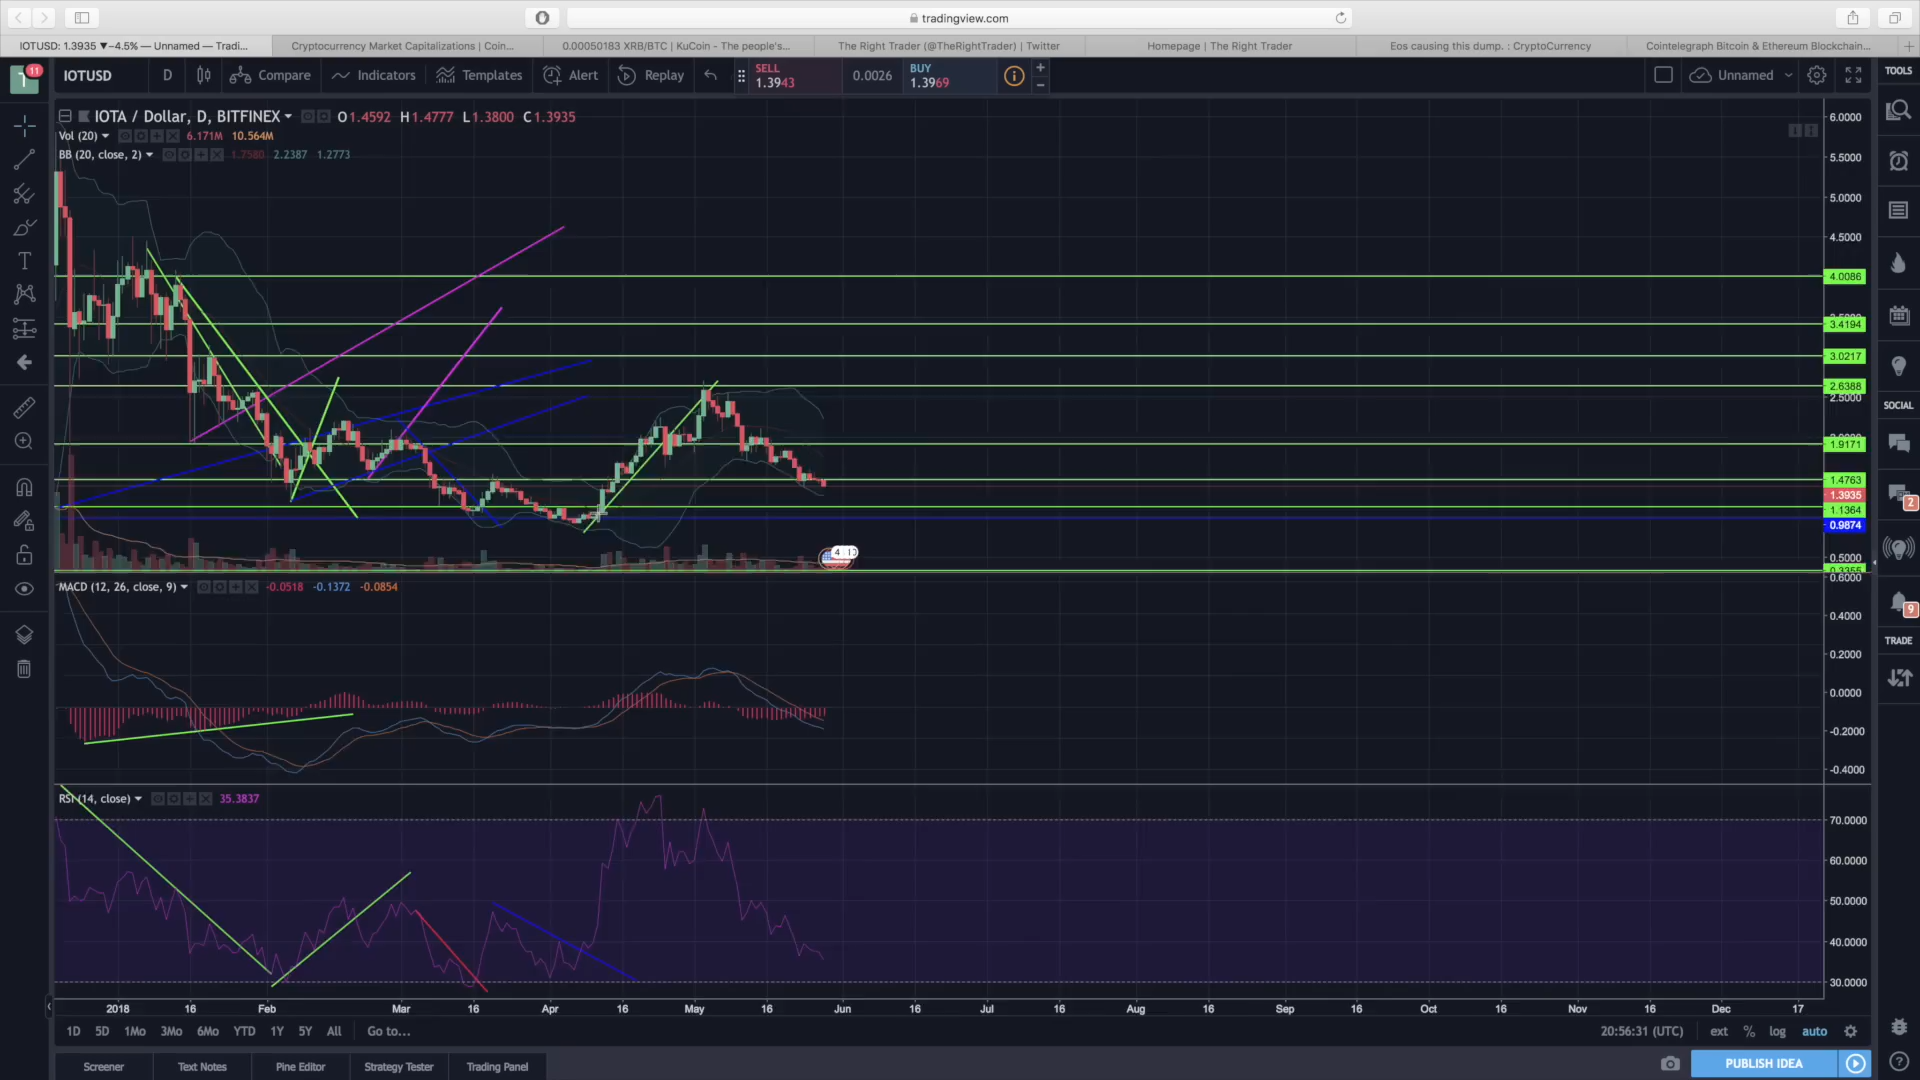 tradingview.com
IOTUSD: 1.3935 ▼−4.5% — Unnamed — Tradi...
Cryptocurrency Market Capitalizations | Coin...
0.00050183 XRB/BTC | KuCoin - The people's...
The Right Trader (@TheRightTrader) | Twitter
Homepage | The Right Trader
Eos causing this dump. : CryptoCurrency
Cointelegraph Bitcoin & Ethereum Blockchain...
T 11
IOTUSD D Compare Indicators Templates Alert Replay
SELL 1.3943
0.0026
BUY 1.3969
Unnamed
TOOLS
IOTA / Dollar, D, BITFINEX O1.4592 H1.4777 L1.3800 C1.3935
Vol (20) 6.171M 10.564M
BB (20, close, 2) 1.7580 2.2387 1.2773
6.0000
5.5000
5.0000
4.5000
4.0086
3.4194
3.0217
2.6388
2.5000
1.9171
1.4763
1.3935
1.1364
0.9874
0.5000
0.3355
SOCIAL
2
9
TRADE
4
MACD (12, 26, close, 9) -0.0518 -0.1372 -0.0854
0.6000
0.4000
0.2000
0.0000
-0.2000
-0.4000
RSI (14, close) 35.3837
70.0000
60.0000
50.0000
40.0000
30.0000
2018 16 Feb Mar 16 Apr 16 May 16 Jun 16 Jul 16 Aug 16 Sep 16 Oct 16 Nov 16 Dec 17
1D 5D 1Mo 3Mo 6Mo YTD 1Y 5Y All Go to...
20:56:31 (UTC) ext % log auto
Screener Text Notes Pine Editor Strategy Tester Trading Panel
PUBLISH IDEA